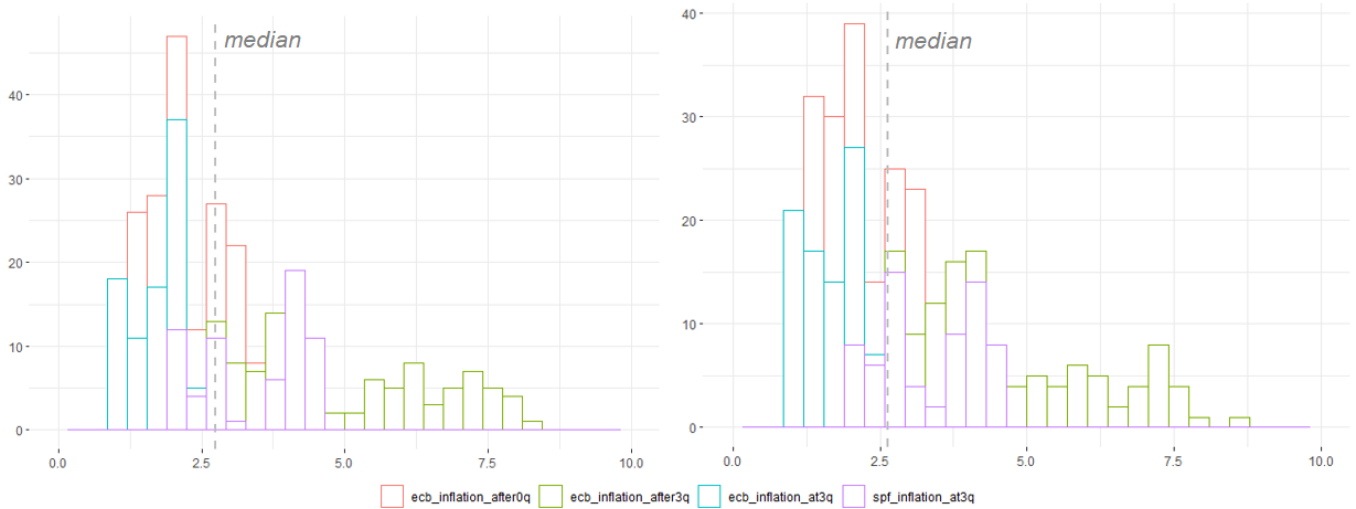 median
40
30
20
10
0
0.0 2.5 5.0 7.5 10.0
median
40
30
20
10
0
0.0 2.5 5.0 7.5 10.0
ecb_inflation_after0q ecb_inflation_after3q ecb_inflation_at3q spf_inflation_at3q